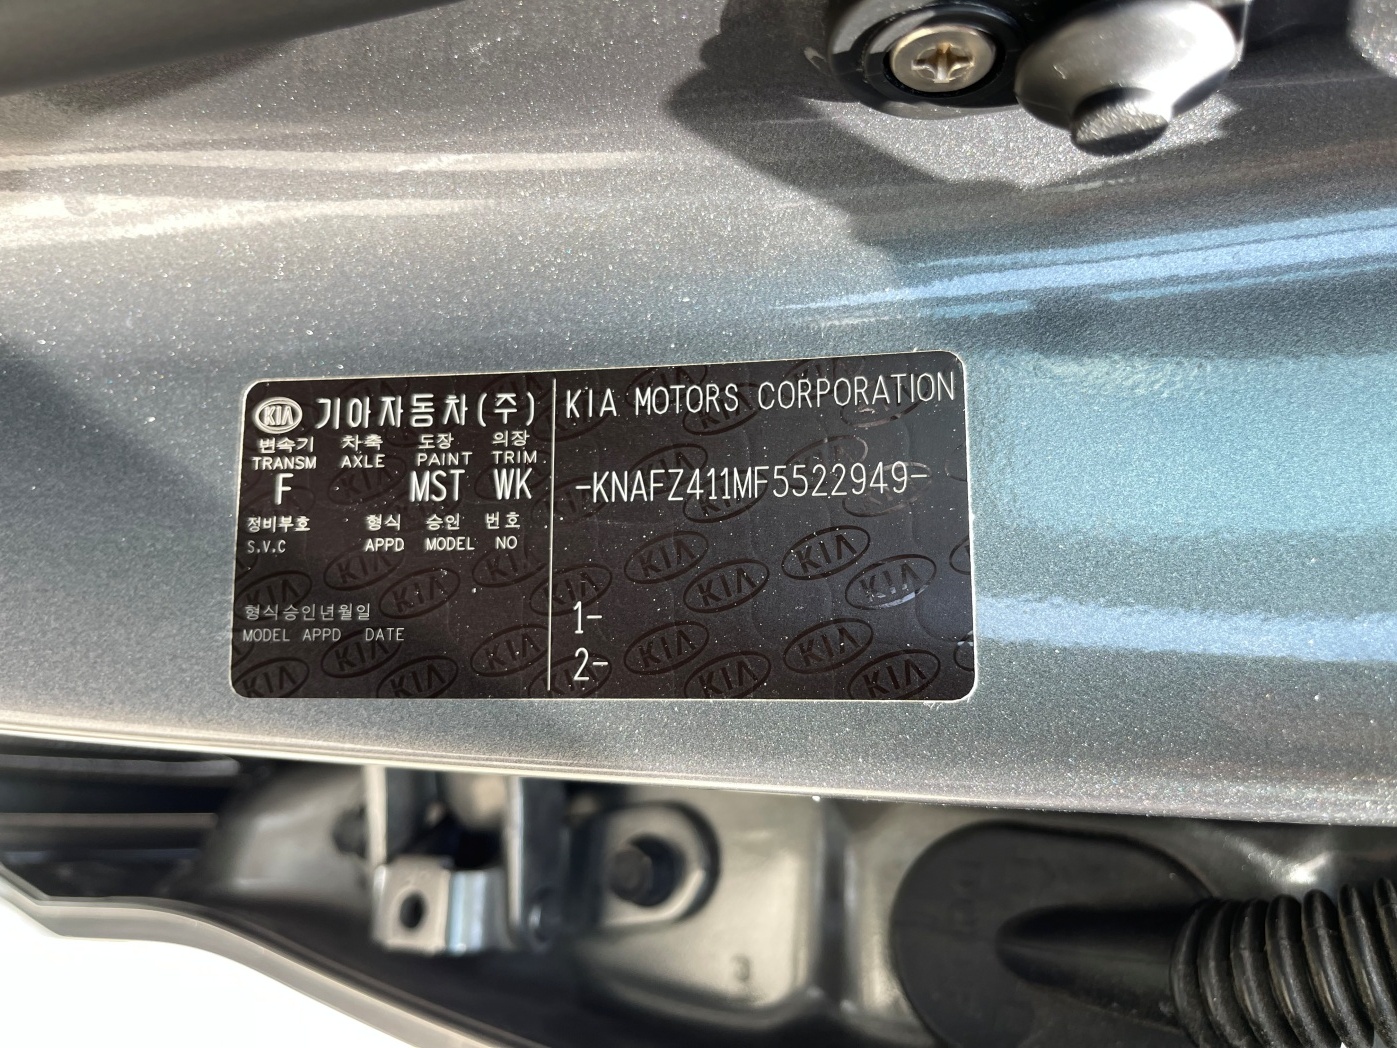 KIA 기아자동차(주)
변속기 차축 도장 의장
TRANSM AXLE PAINT TRIM
F MST WK
정비부호 형식 승인 번호
S.V.C APPD MODEL NO
형식승인년월일
MODEL APPD DATE
KIA MOTORS CORPORATION
-KNAFZ411MF5522949-
1-
2-
3